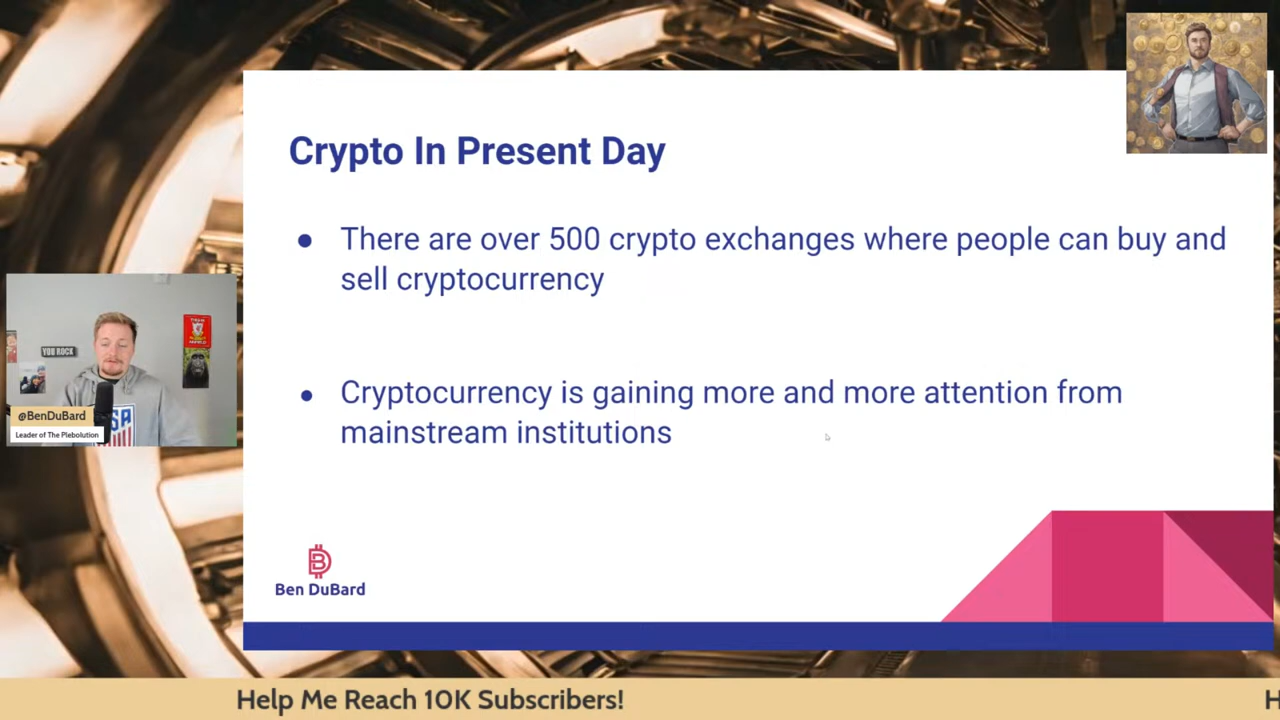 Crypto In Present Day
There are over 500 crypto exchanges where people can buy and
sell cryptocurrency
Cryptocurrency is gaining more and more attention from
mainstream institutions
YOU ROCK
@BenDuBard
Leader of The Plebolution
SA
Ben DuBard
Help Me Reach 10K Subscribers!
H